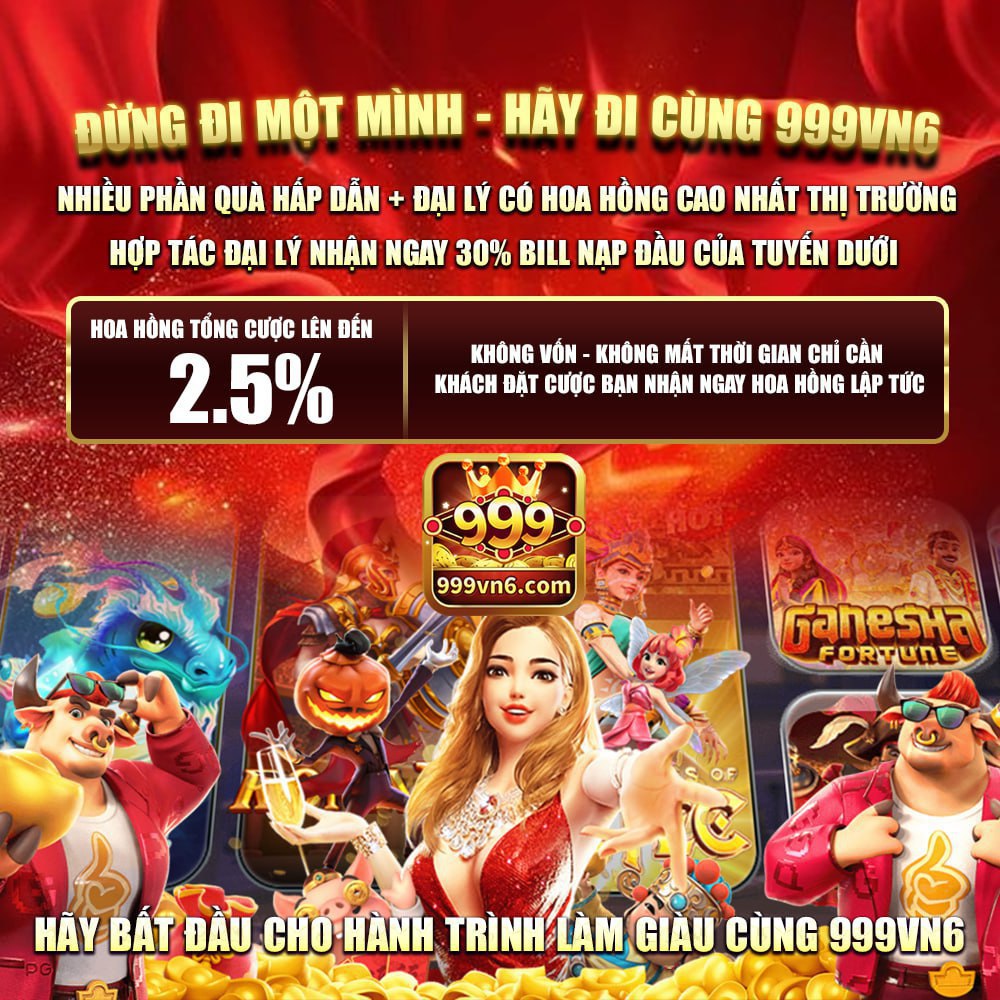 ĐỪNG ĐI MỘT MÌNH - HÃY ĐI CÙNG 999VN6
NHIỀU PHẦN QUÀ HẤP DẪN + ĐẠI LÝ CÓ HOA HỒNG CAO NHẤT THỊ TRƯỜNG
HỢP TÁC ĐẠI LÝ NHẬN NGAY 30% BILL NẠP ĐẦU CỦA TUYẾN DƯỚI
HOA HỒNG TỔNG CƯỢC LÊN ĐẾN
2.5%
KHÔNG VỐN - KHÔNG MẤT THỜI GIAN CHỈ CẦN
KHÁCH ĐẶT CƯỢC BẠN NHẬN NGAY HOA HỒNG LẬP TỨC
999
999vn6.com
HOT
GANESHA
FORTUNE
OF
HÃY BẮT ĐẦU CHO HÀNH TRÌNH LÀM GIÀU CÙNG 999VN6
PG